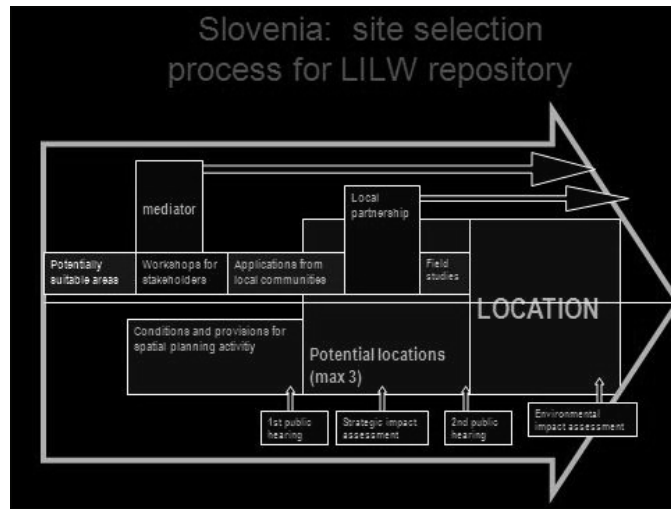 Slovenia: site selection
process for LILW repository
mediator
Local
partnership
Potentially
suitable areas
Workshops for
stakeholders
Applications from
local communities
Field
studies
LOCATION
Conditions and provisions for
spatial planning activitiy
Potential locations
(max 3)
1st public
hearing
Strategic impact
assessment
2nd public
hearing
Environmental
impact assessment